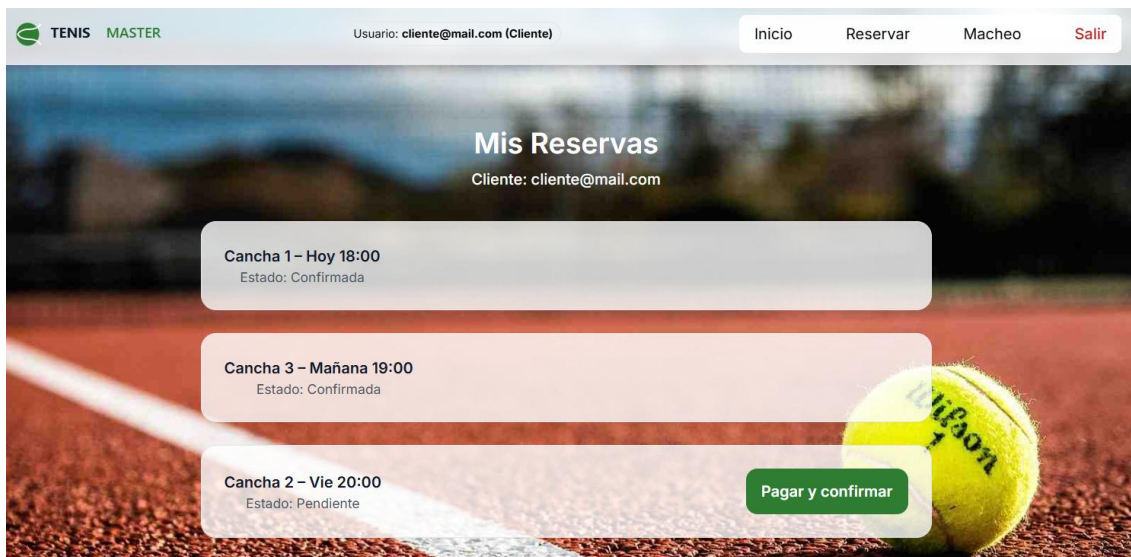 TENIS MASTER
Usuario: cliente@mail.com (Cliente)
Inicio Reservar Macheo Salir
Mis Reservas
Cliente: cliente@mail.com
Cancha 1 – Hoy 18:00
Estado: Confirmada
Cancha 3 – Mañana 19:00
Estado: Confirmada
Wilson
1
Cancha 2 – Vie 20:00
Estado: Pendiente
Pagar y confirmar